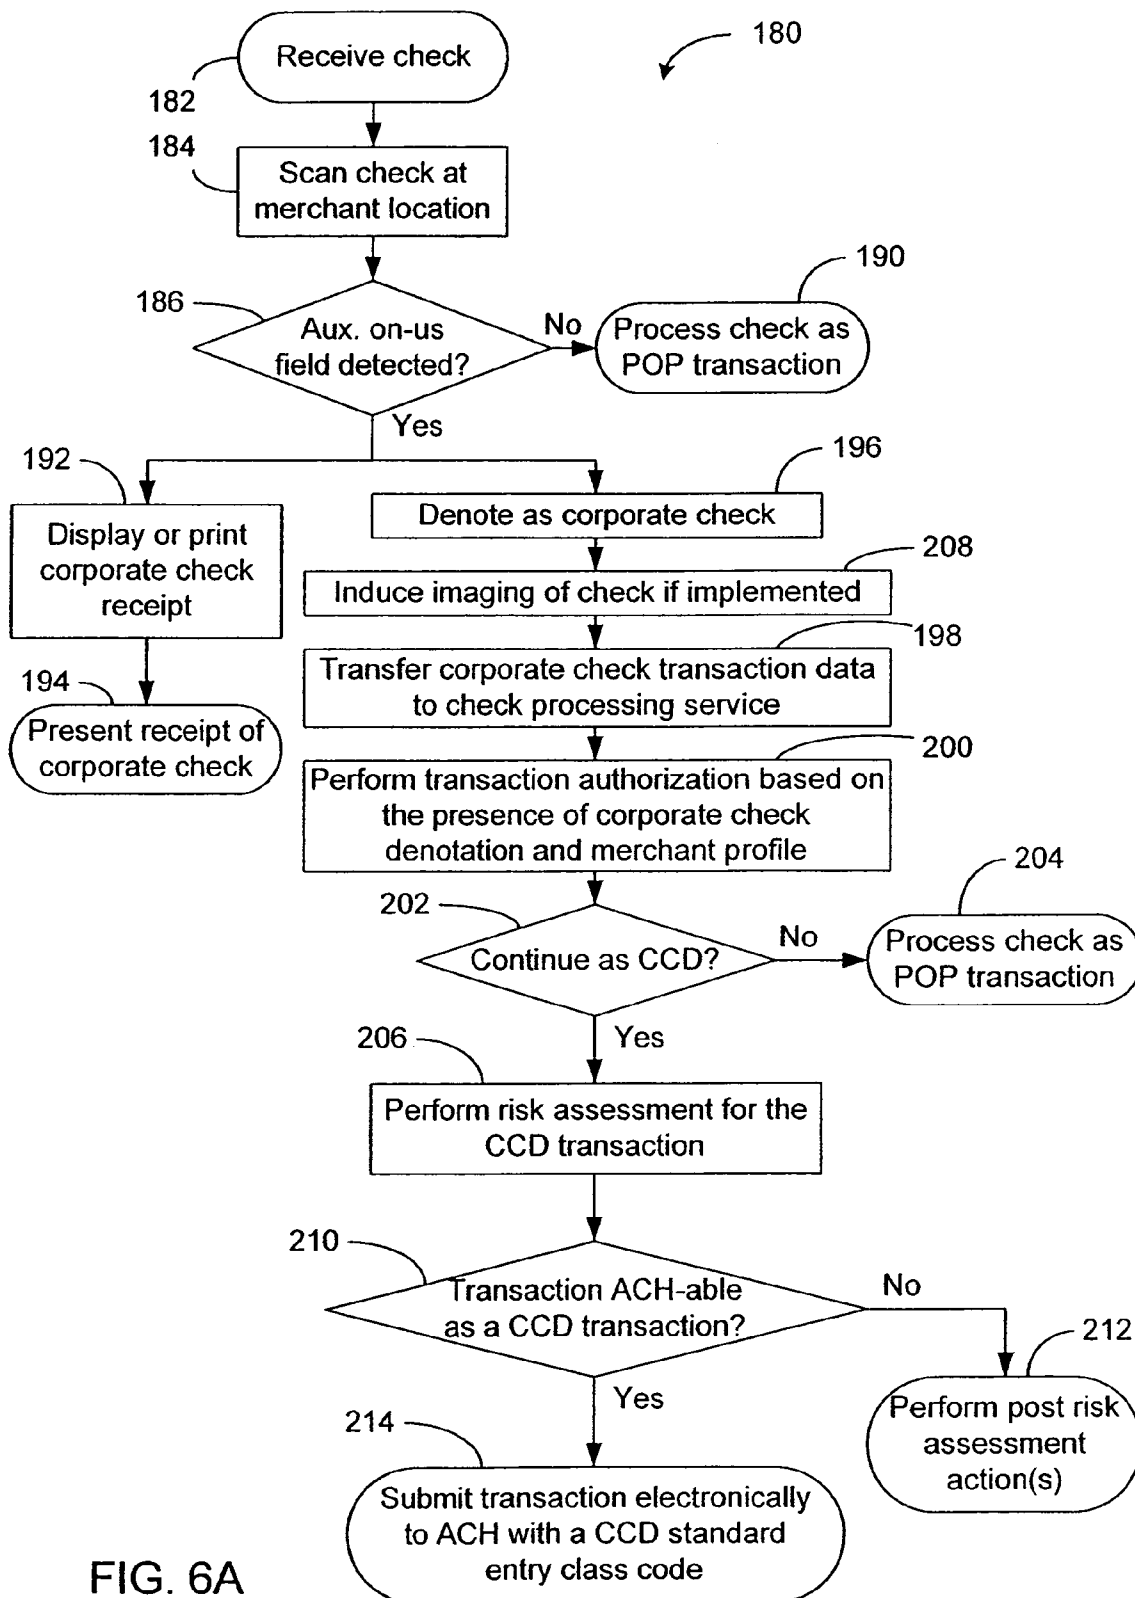 180
Receive check
182
184
Scan check at
merchant location
186
Aux. on-us
field detected?
No
190
Process check as
POP transaction
Yes
192
Display or print
corporate check
receipt
194
Present receipt of
corporate check
196
Denote as corporate check
208
Induce imaging of check if implemented
198
Transfer corporate check transaction data
to check processing service
200
Perform transaction authorization based on
the presence of corporate check
denotation and merchant profile
202
Continue as CCD?
No
204
Process check as
POP transaction
Yes
206
Perform risk assessment for the
CCD transaction
210
Transaction ACH-able
as a CCD transaction?
No
212
Perform post risk
assessment
action(s)
Yes
214
Submit transaction electronically
to ACH with a CCD standard
entry class code
FIG. 6A